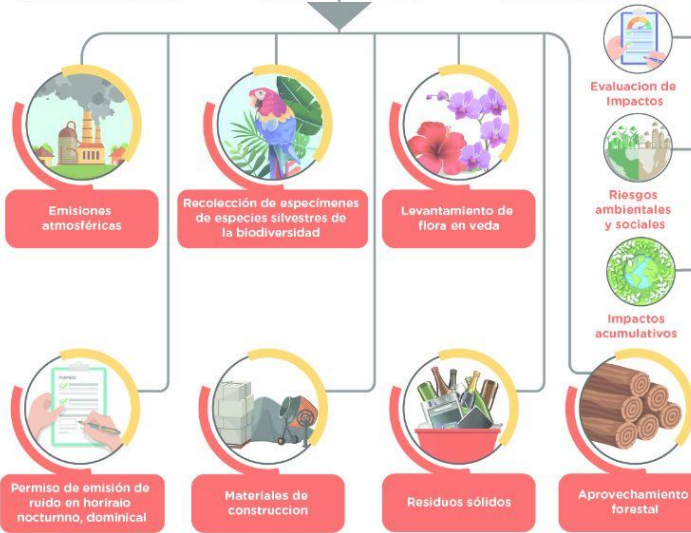 Evaluacion de
Impactos
Emisiones
atmosféricas
Recolección de especímenes
de especies silvestres de
la biodiversidad
Levantamiento de
flora en veda
Riesgos
ambientales
y sociales
Impactos
acumulativos
Permiso de emisión de
ruido en horiraio
nocturnno, dominical
Materiales de
construccion
Residuos sólidos
Aprovechamiento
forestal